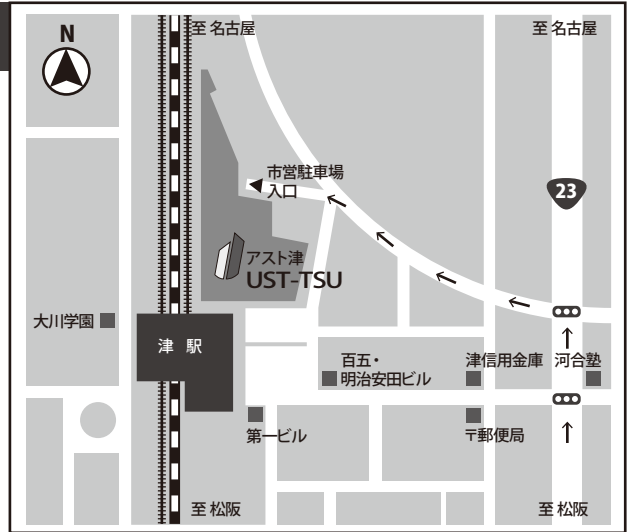 N
至 名古屋
至 名古屋
市営駐車場
入口
23
アスト津
UST-TSU
大川学園
津 駅
百五・
明治安田ビル
津信用金庫
河合塾
第一ビル
〒郵便局
至 松阪
至 松阪